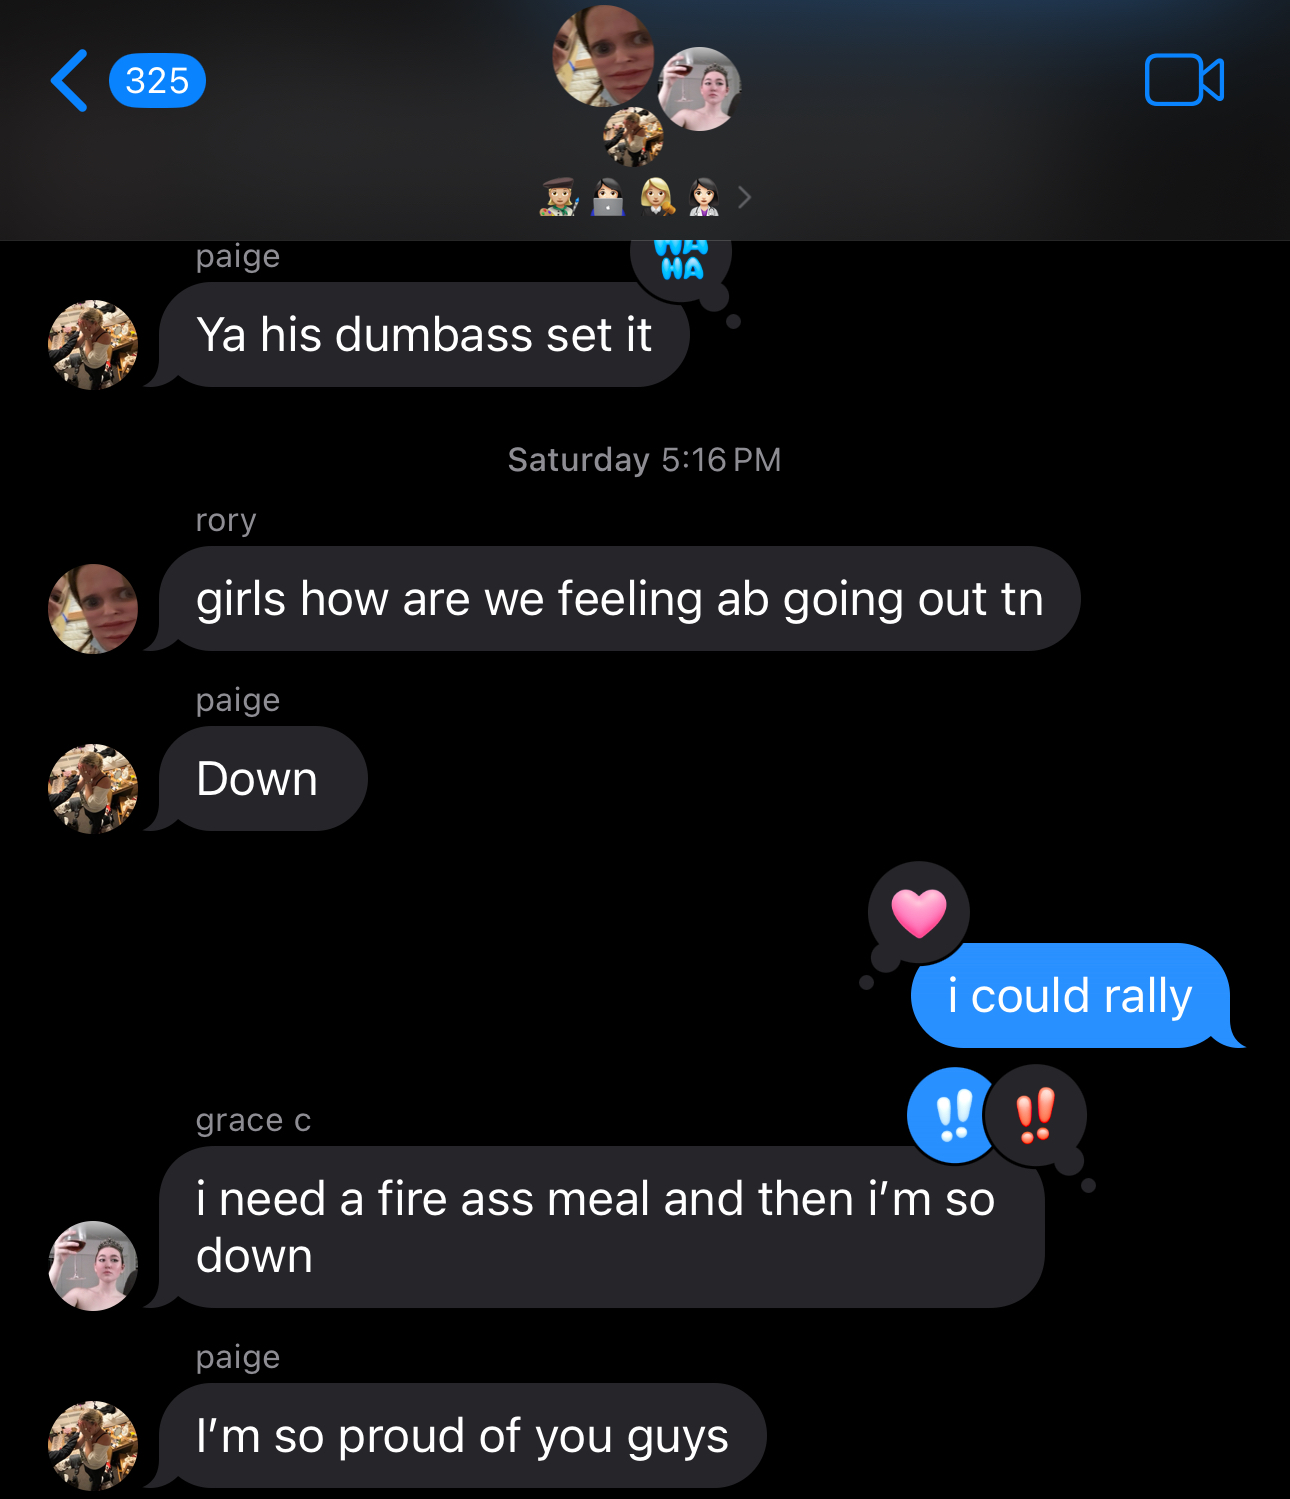 325
paige
HA
HA
Ya his dumbass set it
Saturday 5:16 PM
rory
girls how are we feeling ab going out tn
paige
Down
i could rally
grace c
i need a fire ass meal and then i’m so
down
paige
I’m so proud of you guys